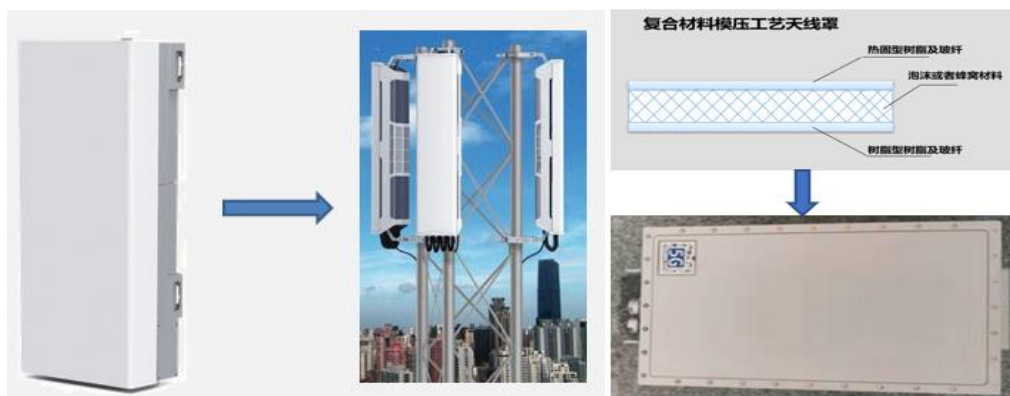 复合材料模压工艺天线罩
热固型树脂及玻纤
泡沫或者蜂窝材料
树脂型树脂及玻纤
5G